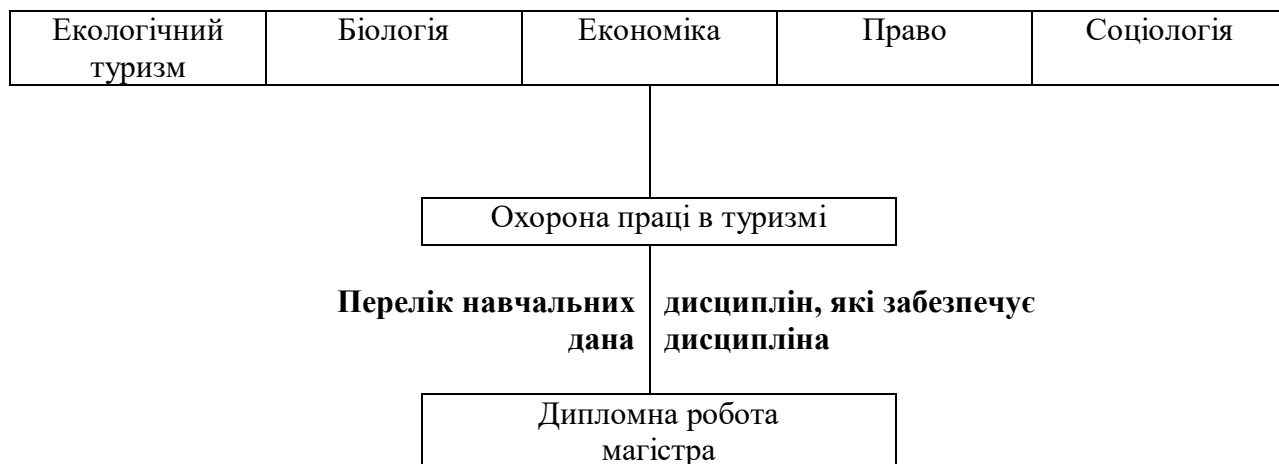 Екологічний туризм
Біологія
Економіка
Право
Соціологія
Охорона праці в туризмі
Перелік навчальних дисциплін, які забезпечує
дана дисципліна
Дипломна робота
магістра